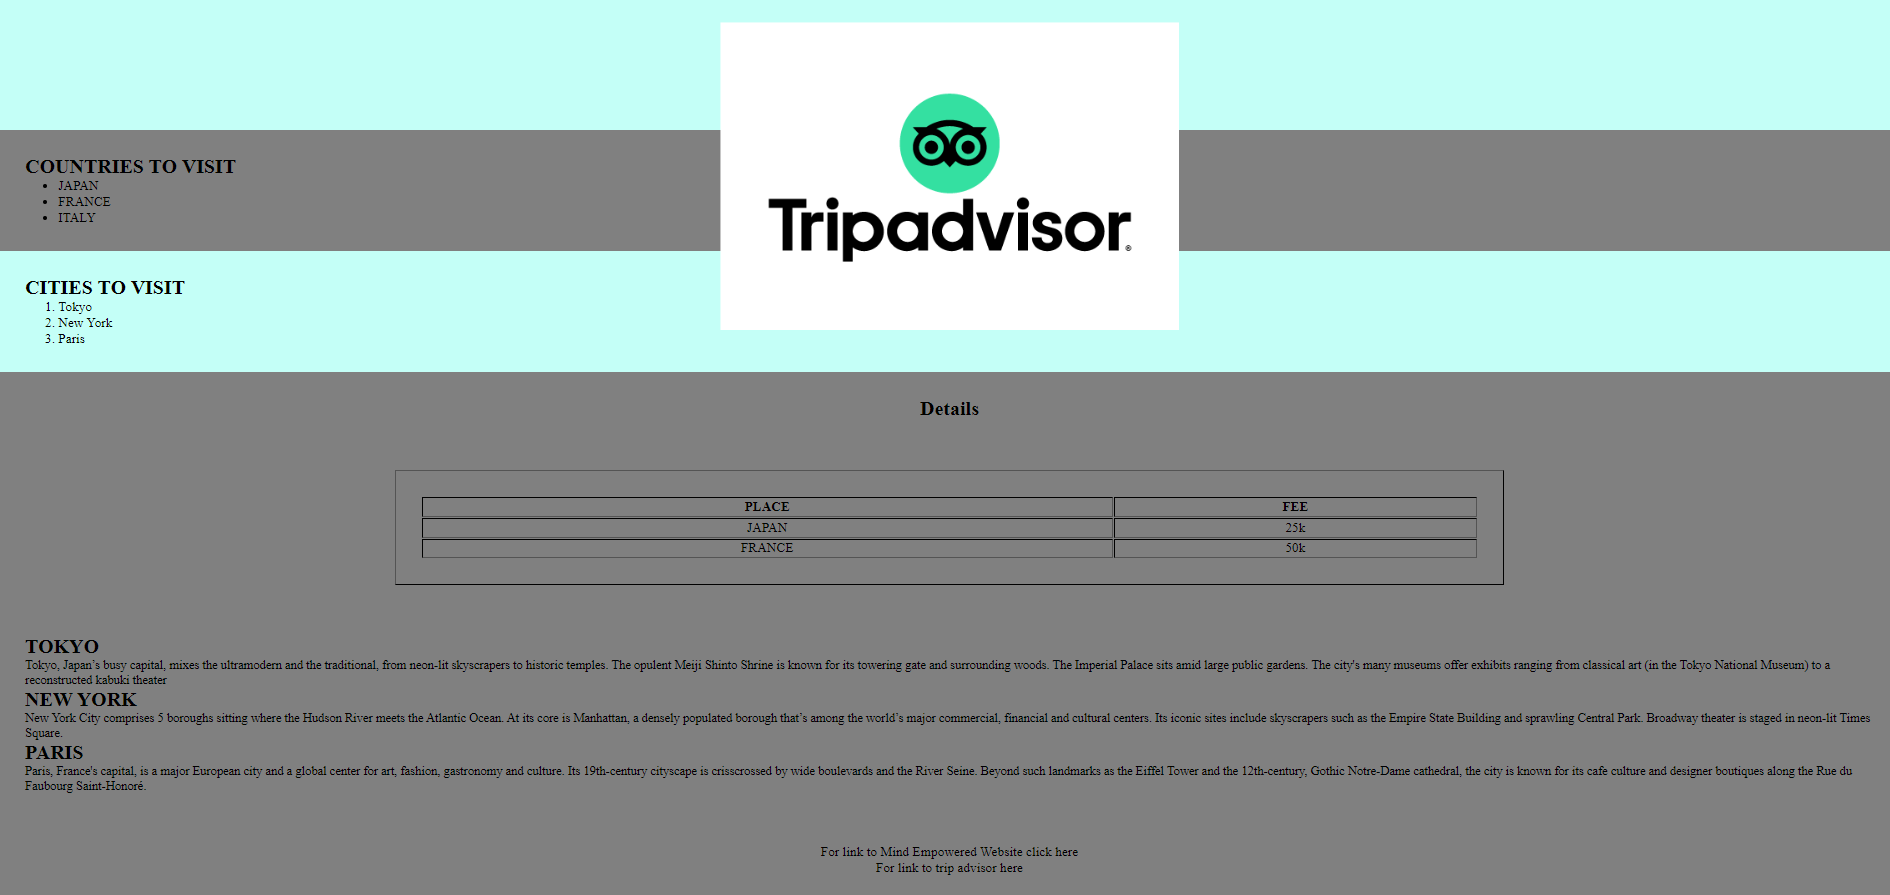 Tripadvisor®
COUNTRIES TO VISIT
• JAPAN
• FRANCE
• ITALY
CITIES TO VISIT
1. Tokyo
2. New York
3. Paris
Details
PLACE FEE
JAPAN 25k
FRANCE 50k
TOKYO
Tokyo, Japan’s busy capital, mixes the ultramodern and the traditional, from neon-lit skyscrapers to historic temples. The opulent Meiji Shinto Shrine is known for its towering gate and surrounding woods. The Imperial Palace sits amid large public gardens. The city's many museums offer exhibits ranging from classical art (in the Tokyo National Museum) to a
reconstructed kabuki theater
NEW YORK
New York City comprises 5 boroughs sitting where the Hudson River meets the Atlantic Ocean. At its core is Manhattan, a densely populated borough that’s among the world’s major commercial, financial and cultural centers. Its iconic sites include skyscrapers such as the Empire State Building and sprawling Central Park. Broadway theater is staged in neon-lit Times
Square.
PARIS
Paris, France's capital, is a major European city and a global center for art, fashion, gastronomy and culture. Its 19th-century cityscape is crisscrossed by wide boulevards and the River Seine. Beyond such landmarks as the Eiffel Tower and the 12th-century, Gothic Notre-Dame cathedral, the city is known for its cafe culture and designer boutiques along the Rue du
Faubourg Saint-Honoré.
For link to Mind Empowered Website click here
For link to trip advisor here